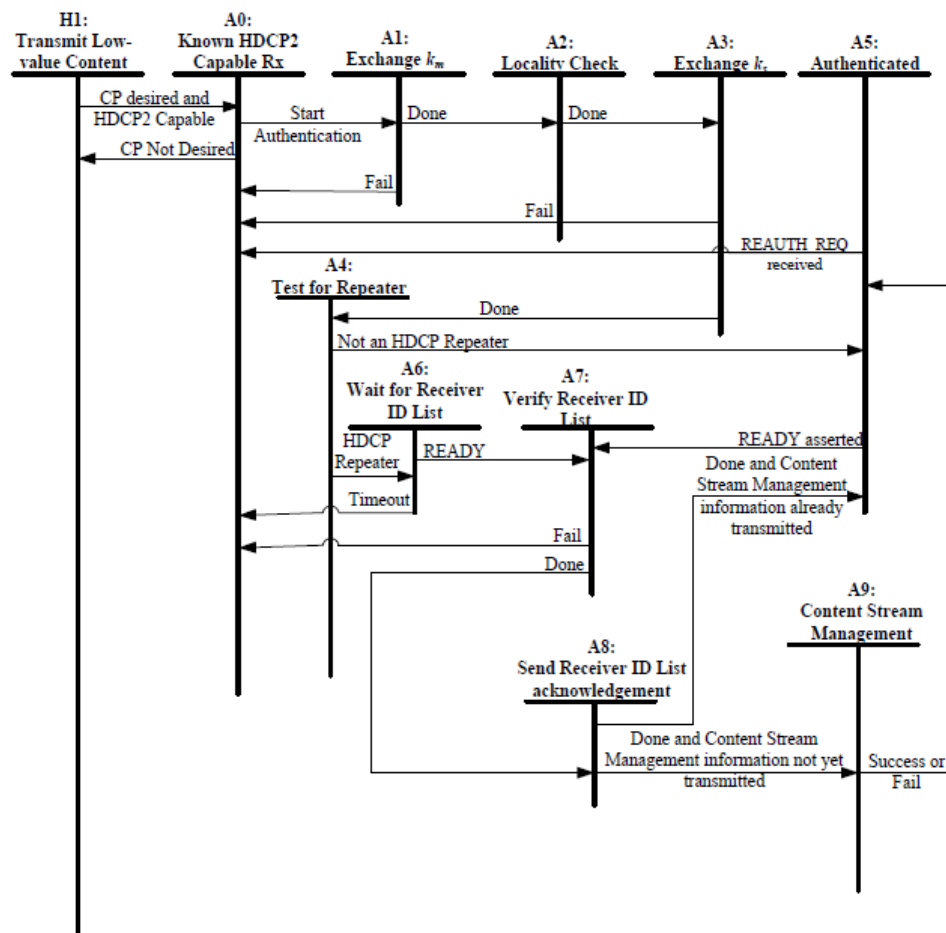 H1:
Transmit Low-
value Content
A0:
Known HDCP2
Capable Rx
A1:
Exchange km
A2:
Locality Check
A3:
Exchange ks
A5:
Authenticated
CP desired and
HDCP2 Capable
Start
Authentication
Done
Done
CP Not Desired
Fail
Fail
REAUTH_REQ
received
A4:
Test for Repeater
Done
Not an HDCP Repeater
A6:
Wait for Receiver
ID List
A7:
Verify Receiver ID
List
HDCP
Repeater
READY
READY asserted
Done and Content
Stream Management
information already
transmitted
Timeout
Fail
Done
A9:
Content Stream
Management
A8:
Send Receiver ID List
acknowledgement
Done and Content Stream
Management information not yet
transmitted
Success or
Fail